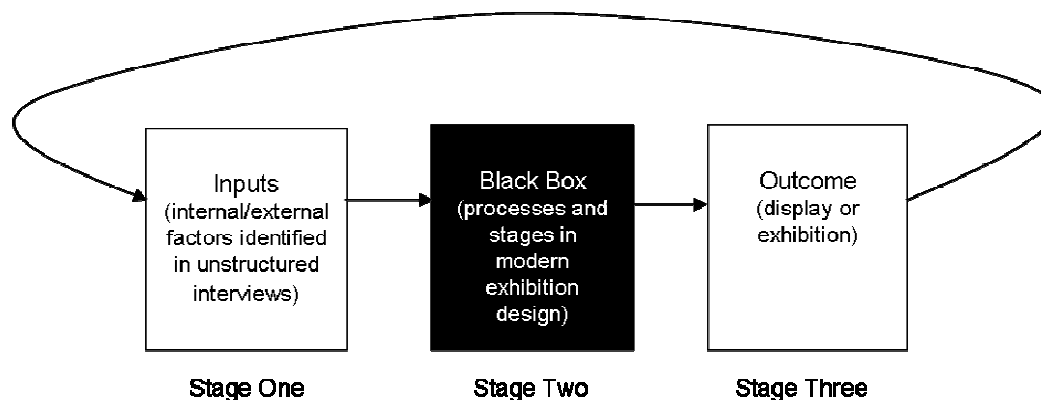 Inputs
(internal/external
factors identified
in unstructured
interviews)
Black Box
(processes and
stages in
modern
exhibition
design)
Outcome
(display or
exhibition)
Stage One
Stage Two
Stage Three